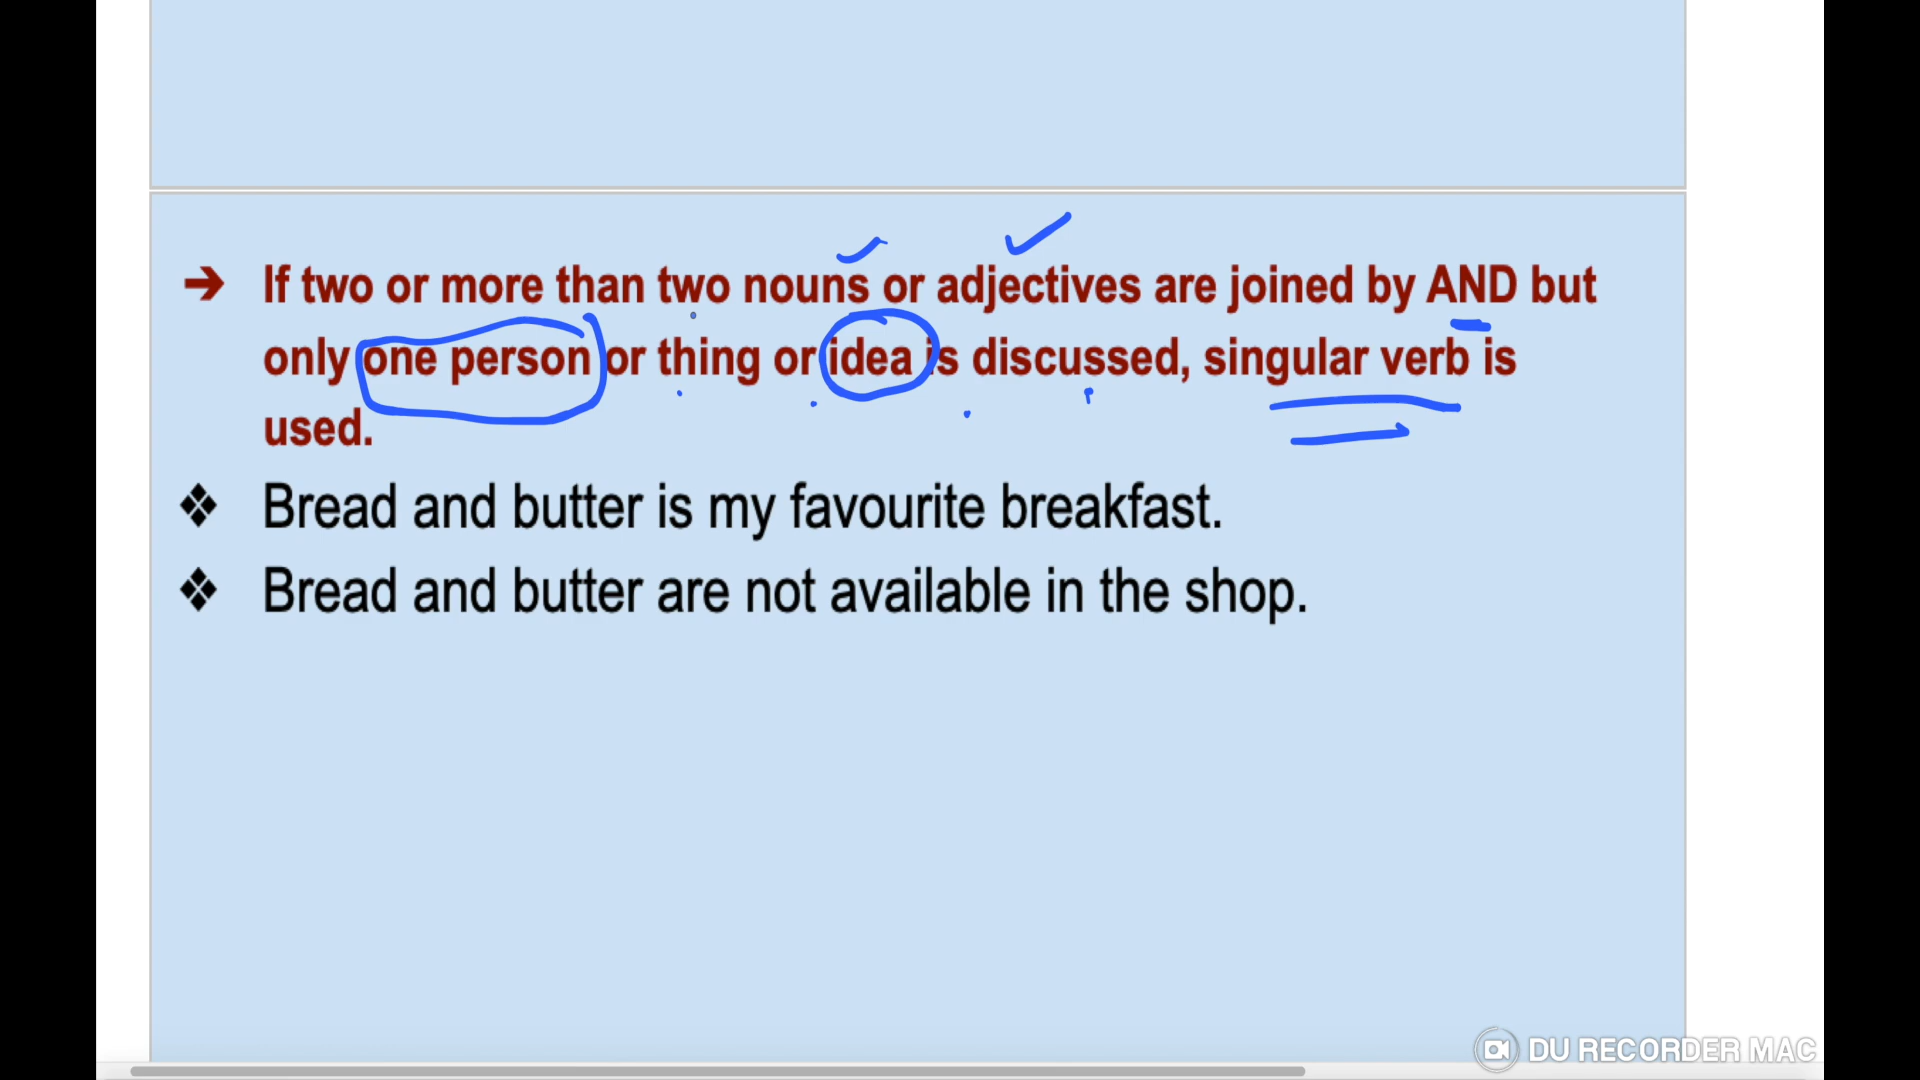 ➔ If two or more than two nouns or adjectives are joined by AND but
only one person or thing or idea is discussed, singular verb is
used.
❖ Bread and butter is my favourite breakfast.
❖ Bread and butter are not available in the shop.
DU RECORDER MAC